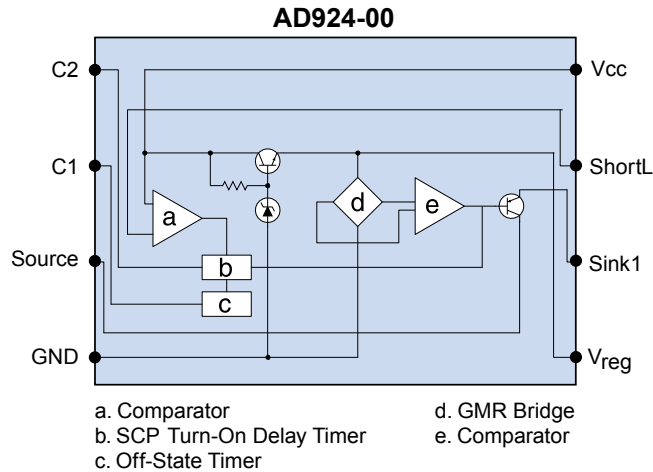 AD924-00
C2
Vcc
C1
ShortL
a
d
e
Source
b
Sink1
c
GND
Vreg
a. Comparator
d. GMR Bridge
b. SCP Turn-On Delay Timer
e. Comparator
c. Off-State Timer